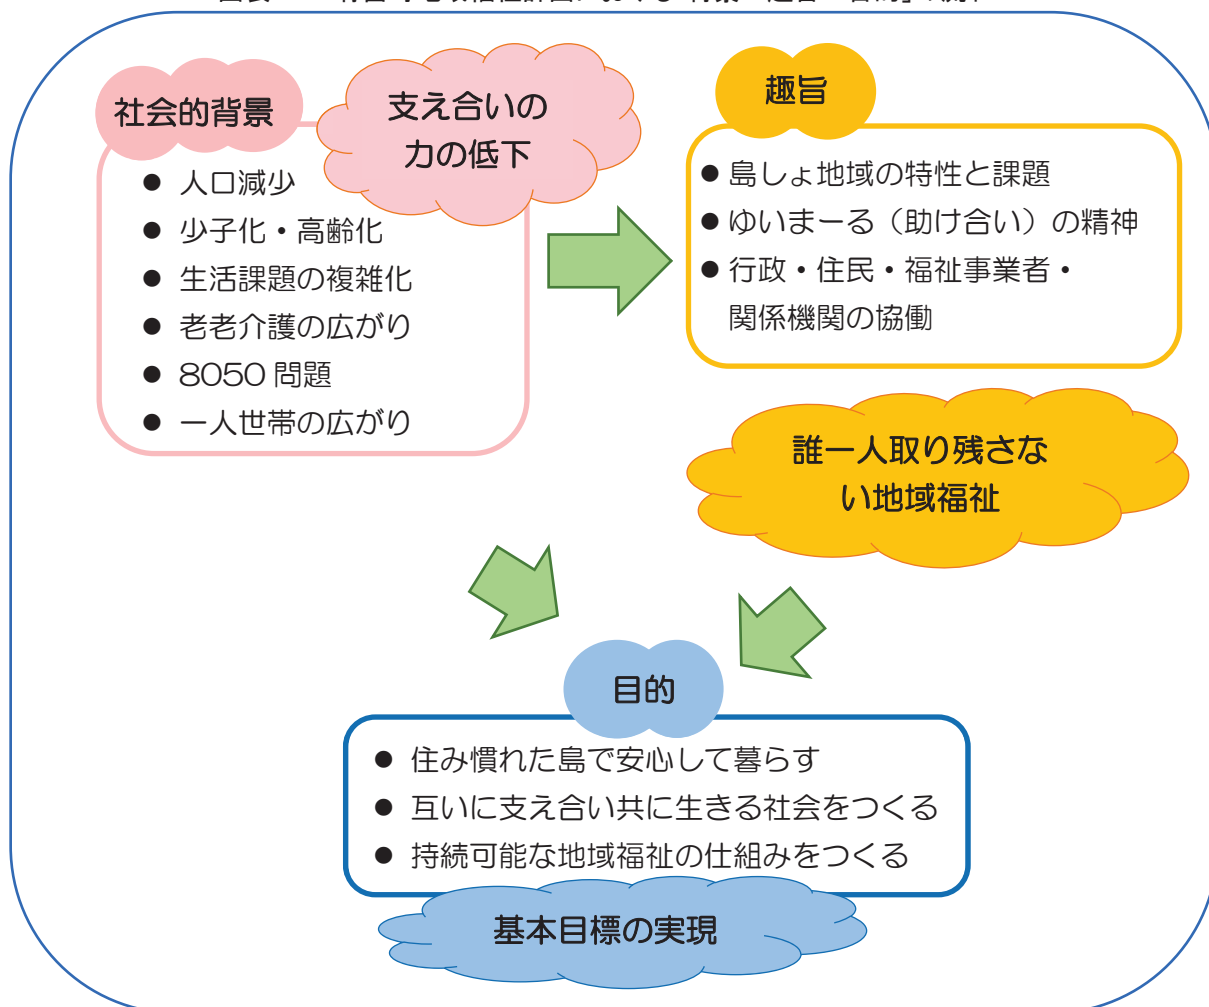 社会的背景
支え合いの
力の低下
● 人口減少
● 少子化・高齢化
● 生活課題の複雑化
● 老老介護の広がり
● 8050 問題
● 一人世帯の広がり
趣旨
● 島しょ地域の特性と課題
● ゆいまーる（助け合い）の精神
● 行政・住民・福祉事業者・
関係機関の協働
誰一人取り残さな
い地域福祉
目的
● 住み慣れた島で安心して暮らす
● 互いに支え合い共に生きる社会をつくる
● 持続可能な地域福祉の仕組みをつくる
基本目標の実現